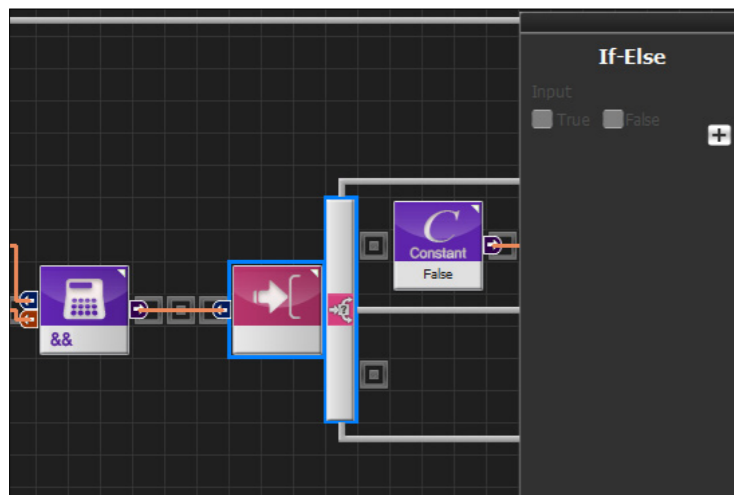 If-Else
Input
True False
C
Constant
False
&&
?